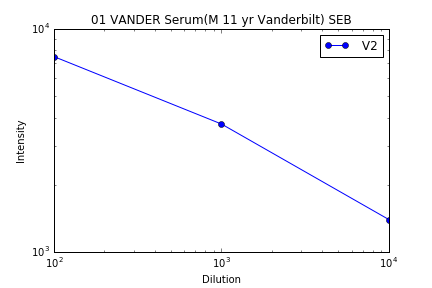 01 VANDER Serum(M 11 yr Vanderbilt) SEB
10⁴
V2
Intensity
10³
10² 10³ 10⁴
Dilution